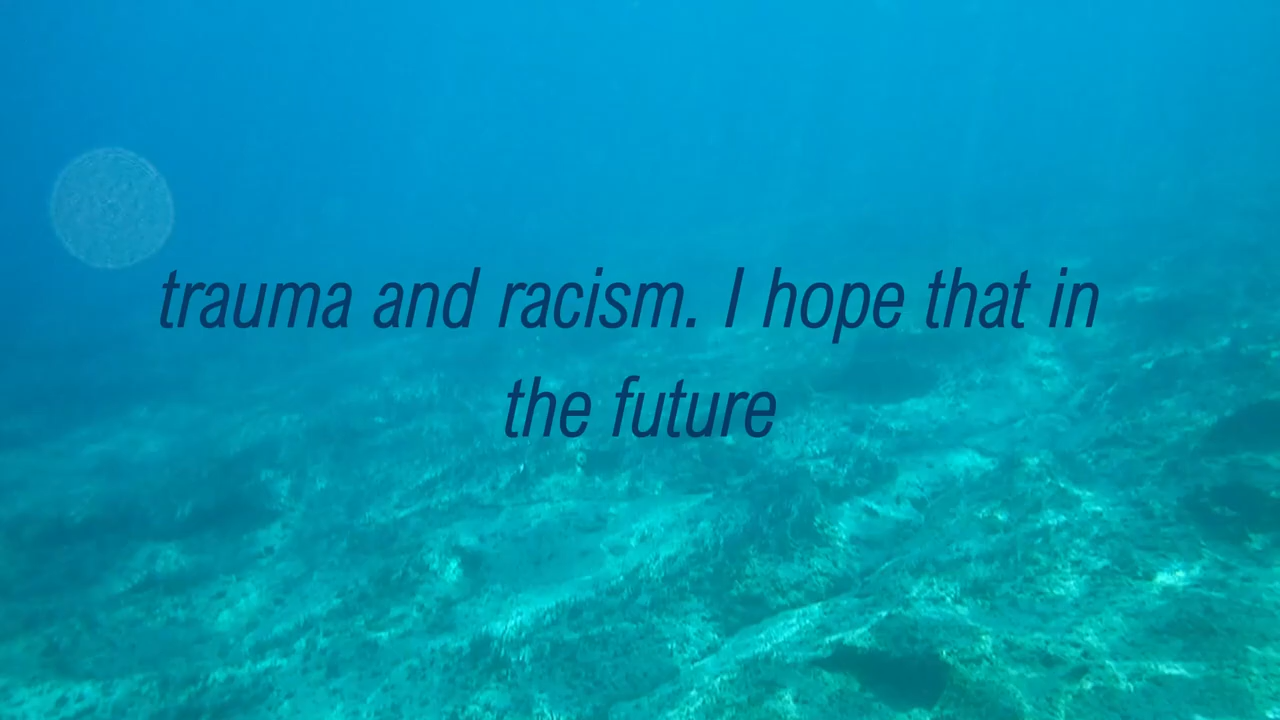 trauma and racism. I hope that in
the future